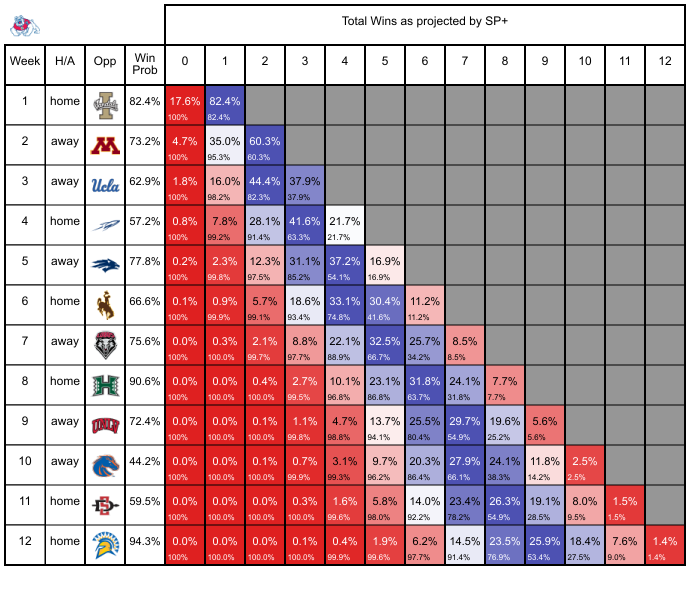 Total Wins as projected by SP+
Week H/A Opp Win Prob 0 1 2 3 4 5 6 7 8 9 10 11 12
1 home I Idaho 82.4% 17.6% 82.4%
100% 82.4%
2 away M 73.2% 4.7% 35.0% 60.3%
100% 95.3% 60.3%
3 away Ucla 62.9% 1.8% 16.0% 44.4% 37.9%
100% 98.2% 82.3% 37.9%
4 home 57.2% 0.8% 7.8% 28.1% 41.6% 21.7%
100% 99.2% 91.4% 63.3% 21.7%
5 away 77.8% 0.2% 2.3% 12.3% 31.1% 37.2% 16.9%
100% 99.8% 97.5% 85.2% 54.1% 16.9%
6 home 66.6% 0.1% 0.9% 5.7% 18.6% 33.1% 30.4% 11.2%
100% 99.9% 99.1% 93.4% 74.8% 41.6% 11.2%
7 away 75.6% 0.0% 0.3% 2.1% 8.8% 22.1% 32.5% 25.7% 8.5%
100% 100.0% 99.7% 97.7% 88.9% 66.7% 34.2% 8.5%
8 home H 90.6% 0.0% 0.0% 0.4% 2.7% 10.1% 23.1% 31.8% 24.1% 7.7%
100% 100.0% 100.0% 99.5% 96.8% 86.8% 63.7% 31.8% 7.7%
9 away UNLV 72.4% 0.0% 0.0% 0.1% 1.1% 4.7% 13.7% 25.5% 29.7% 19.6% 5.6%
100% 100.0% 100.0% 99.8% 98.8% 94.1% 80.4% 54.9% 25.2% 5.6%
10 away 44.2% 0.0% 0.0% 0.1% 0.7% 3.1% 9.7% 20.3% 27.9% 24.1% 11.8% 2.5%
100% 100.0% 100.0% 99.9% 99.3% 96.2% 86.4% 66.1% 38.3% 14.2% 2.5%
11 home SD 59.5% 0.0% 0.0% 0.0% 0.3% 1.6% 5.8% 14.0% 23.4% 26.3% 19.1% 8.0% 1.5%
100% 100.0% 100.0% 100.0% 99.6% 98.0% 92.2% 78.2% 54.9% 28.5% 9.5% 1.5%
12 home 94.3% 0.0% 0.0% 0.0% 0.1% 0.4% 1.9% 6.2% 14.5% 23.5% 25.9% 18.4% 7.6% 1.4%
100% 100.0% 100.0% 100.0% 99.9% 99.6% 97.7% 91.4% 76.9% 53.4% 27.5% 9.0% 1.4%